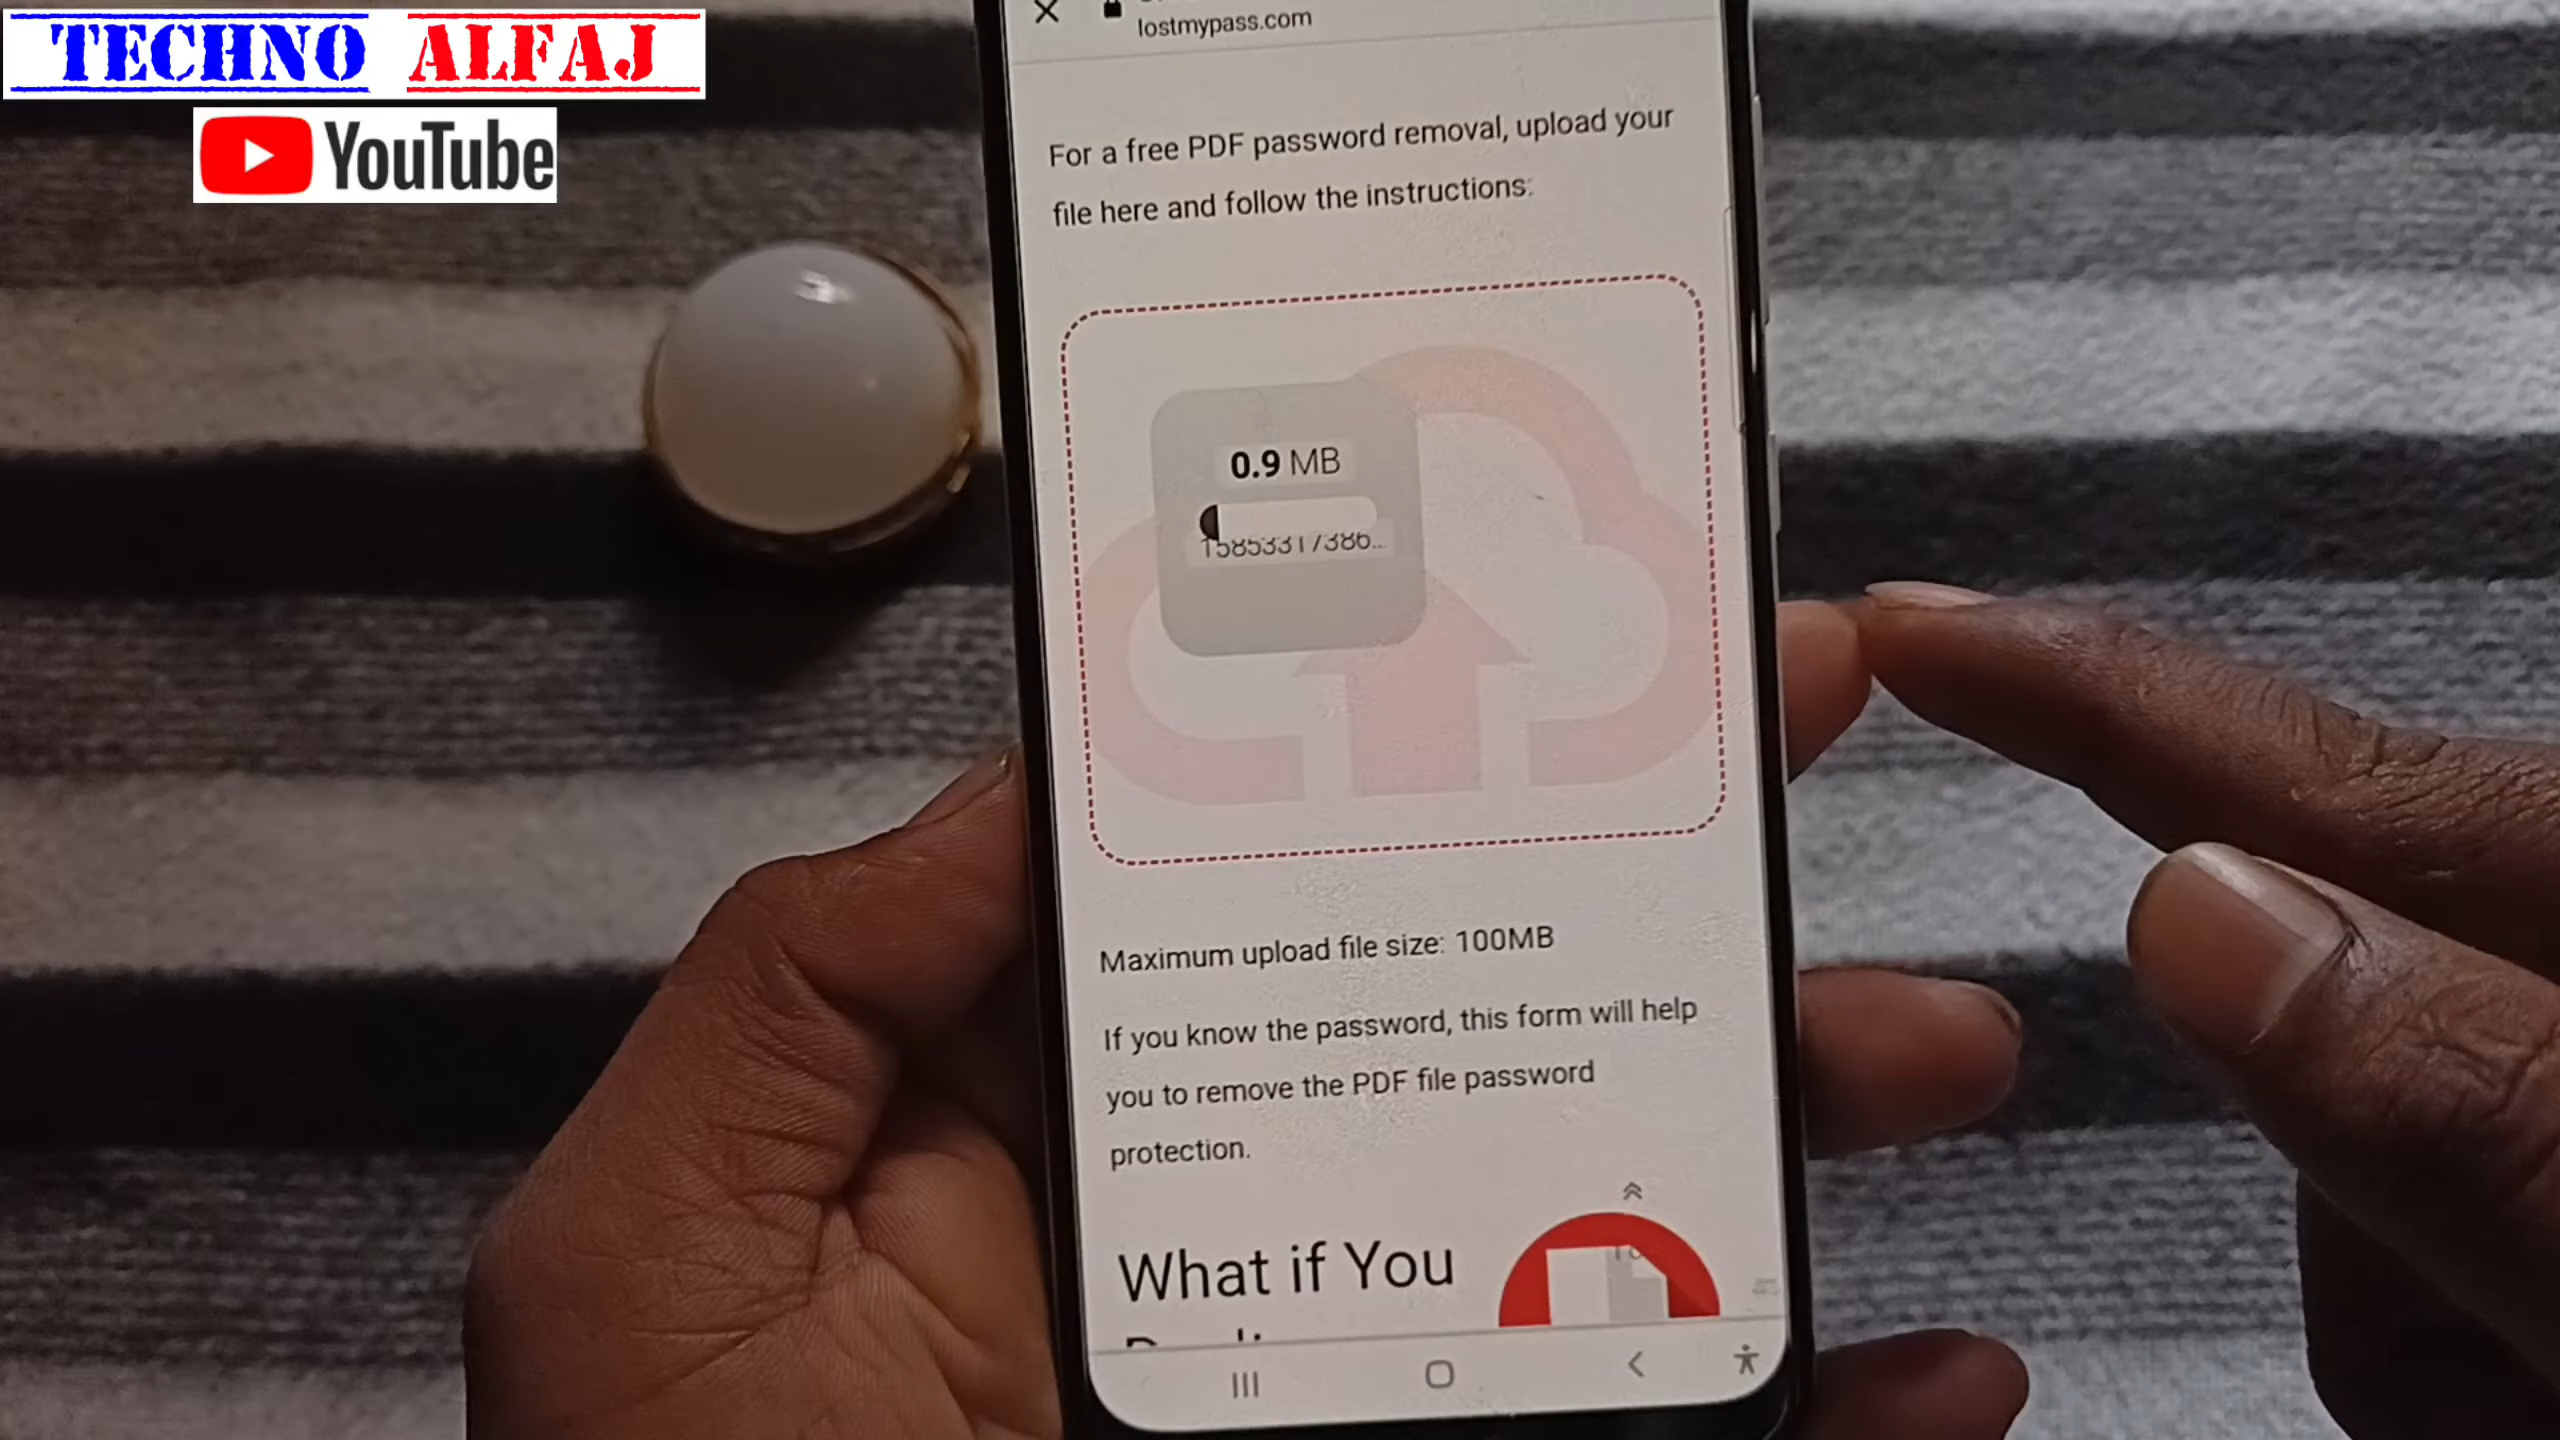 TECHNO ALFAJ
YouTube
lostmypass.com
For a free PDF password removal, upload your
file here and follow the instructions:
0.9 MB
15853317386...
Maximum upload file size: 100MB
If you know the password, this form will help
you to remove the PDF file password
protection.
What if You